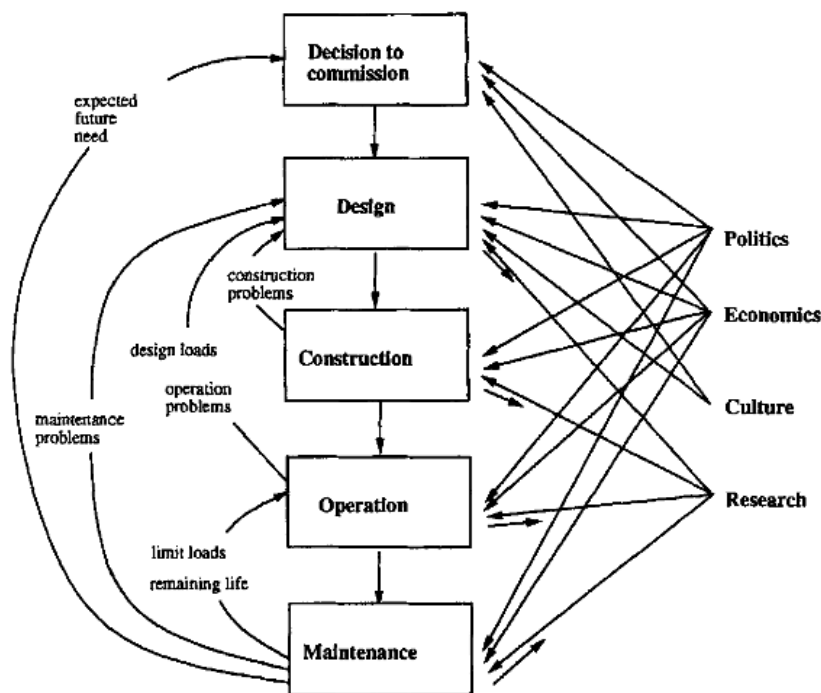 Decision to
commission
expected
future
need
Design
Politics
construction
problems
Economics
design loads
Construction
operation
problems
Culture
maintenance
problems
Research
Operation
limit loads
remaining life
Maintenance